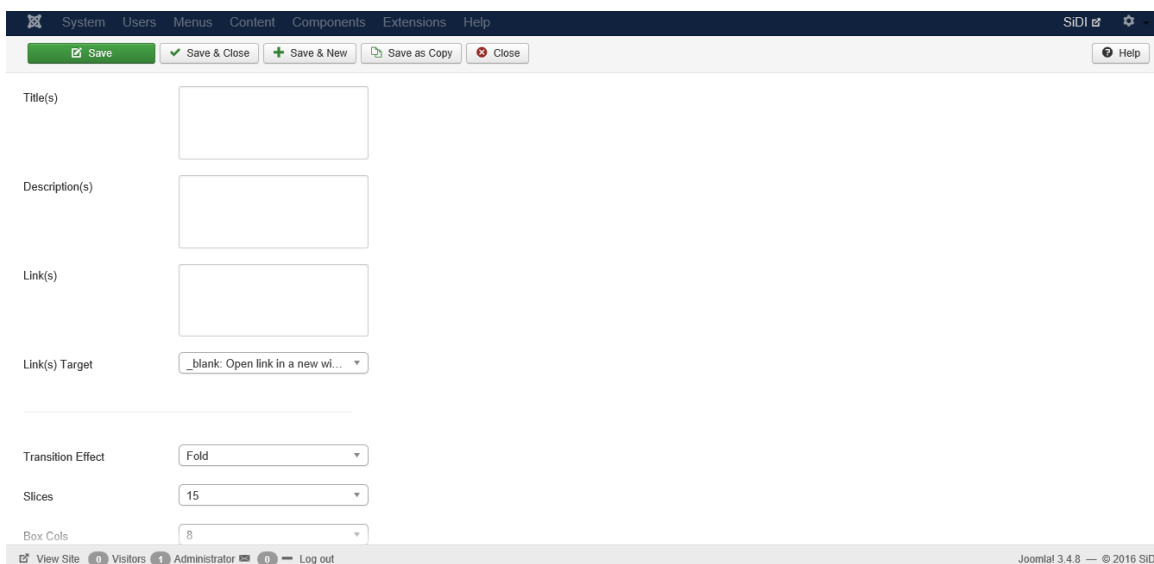 System Users Menus Content Components Extensions Help SiDI
Save Save & Close Save & New Save as Copy Close Help
Title(s)
Description(s)
Link(s)
Link(s) Target _blank: Open link in a new wi...
Transition Effect Fold
Slices 15
Box Cols 8
View Site 0 Visitors 1 Administrator 0 Log out Joomla! 3.4.8 — © 2016 SiD